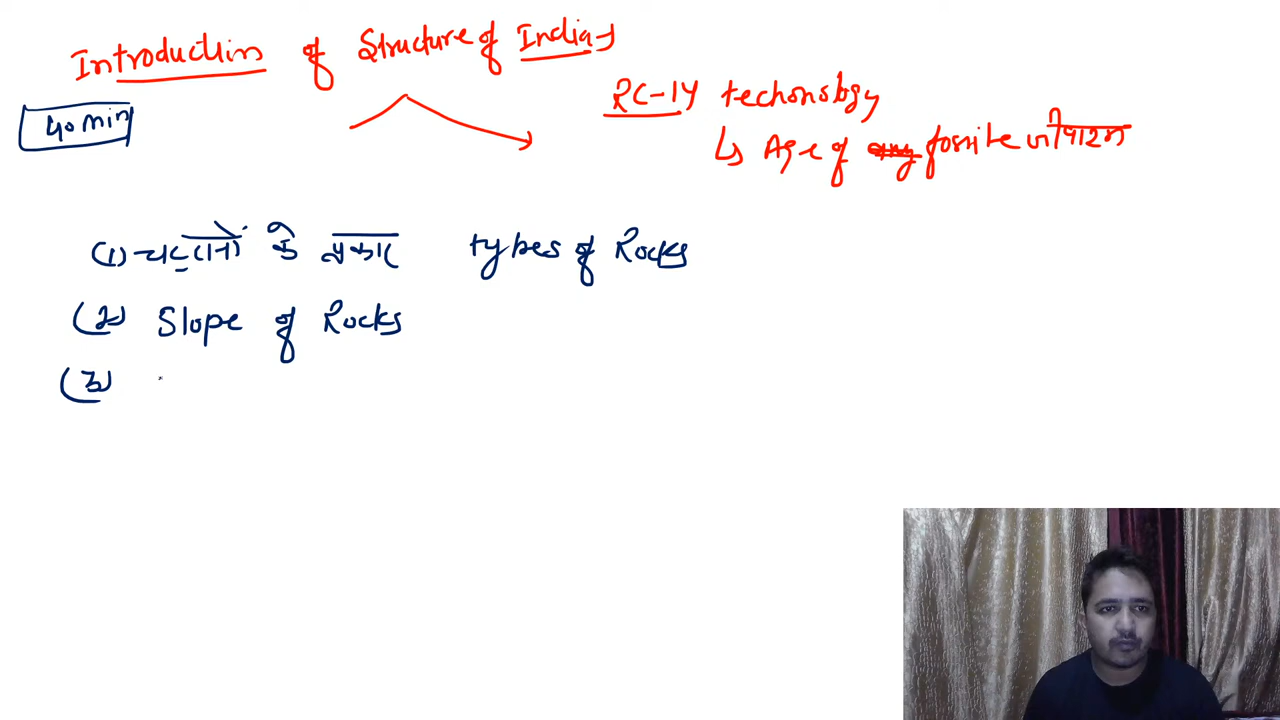 Introduction of Structure of India
40 min
RC-14 techonology
Age of fossile जीवाश्म
(1) चट्टानों के प्रकार types of Rocks
(2) Slope of Rocks
(3)